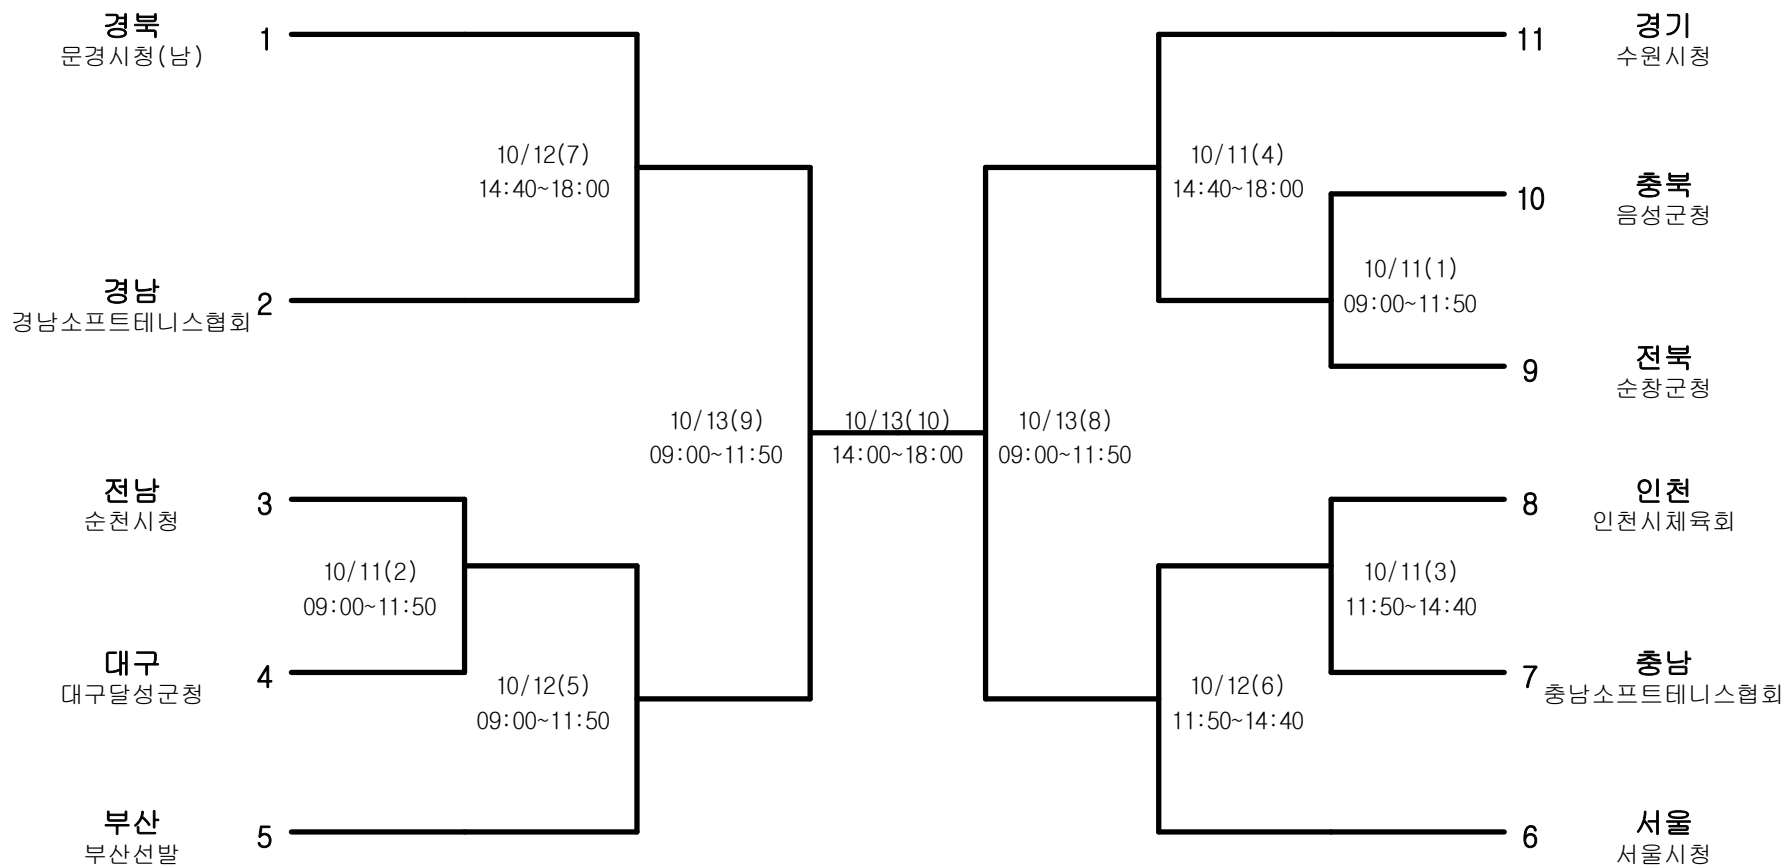 경북
문경시청(남)
1
10/12(7)
14:40~18:00
경남
경남소프트테니스협회
2
전남
순천시청
3
10/11(2)
09:00~11:50
대구
대구달성군청
4
10/12(5)
09:00~11:50
부산
부산선발
5
10/13(9)
09:00~11:50
10/13(10)
14:00~18:00
10/13(8)
09:00~11:50
11
경기
수원시청
10/11(4)
14:40~18:00
10
충북
음성군청
10/11(1)
09:00~11:50
9
전북
순창군청
8
인천
인천시체육회
10/11(3)
11:50~14:40
7
충남
충남소프트테니스협회
10/12(6)
11:50~14:40
6
서울
서울시청